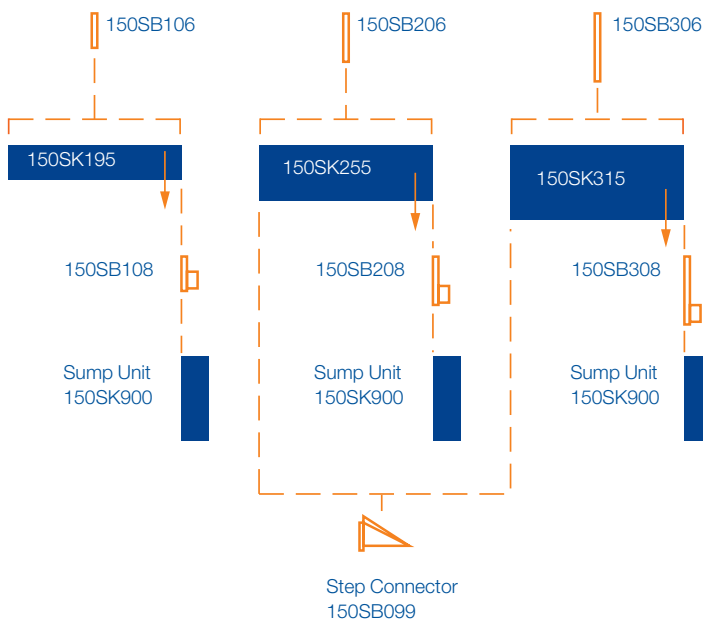 150SB106
150SB206
150SB306
150SK195
150SK255
150SK315
150SB108
150SB208
150SB308
Sump Unit
150SK900
Sump Unit
150SK900
Sump Unit
150SK900
Step Connector
150SB099